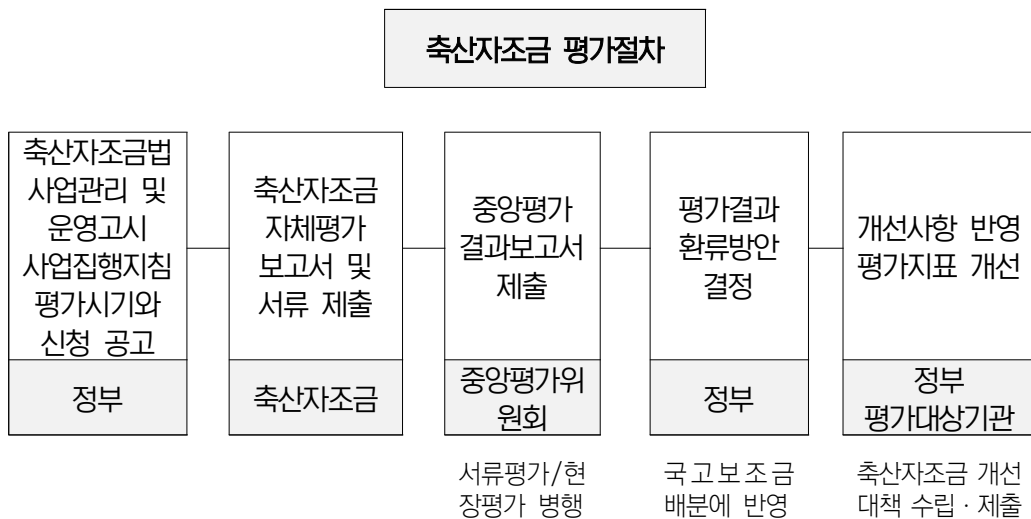 축산자조금 평가절차
축산자조금법
사업관리 및
운영고시
사업집행지침
평가시기와
신청 공고
정부
축산자조금
자체평가
보고서 및
서류 제출
축산자조금
중앙평가
결과보고서
제출
중앙평가위
원회
서류평가/현
장평가 병행
평가결과
환류방안
결정
정부
국고보조금
배분에 반영
개선사항 반영
평가지표 개선
정부
평가대상기관
축산자조금 개선
대책 수립·제출